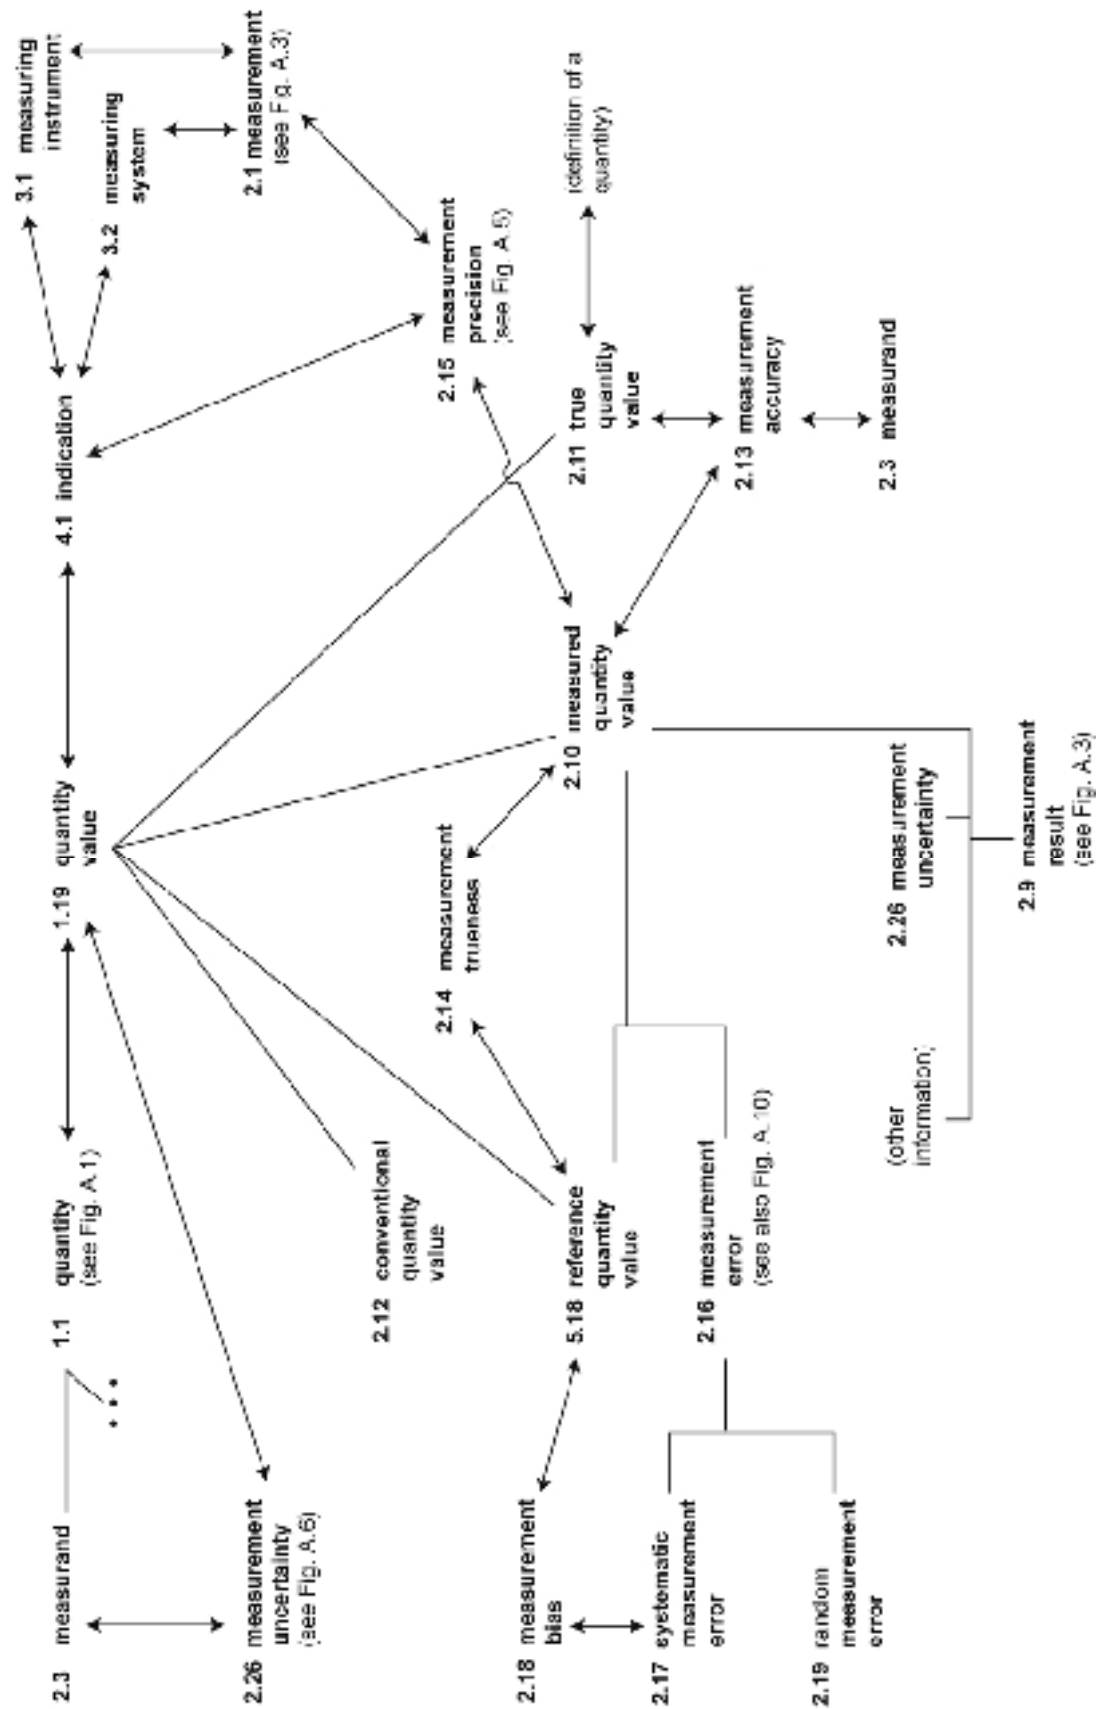 2.3 measurand
1.1 quantity
(see Fig. A.1)
1.19 quantity
value
4.1 indication
3.1 measuring
instrument
3.2 measuring
system
2.1 measurement
(see Fig. A.3)
2.26 measurement
uncertainty
(see Fig. A.6)
2.12 conventional
quantity
value
2.14 measurement
trueness
2.15 measurement
precision
(see Fig. A.5)
2.18 measurement
bias
5.18 reference
quantity
value
2.10 measured
quantity
value
2.11 true
quantity
value
(definition of a
quantity)
2.17 systematic
measurement
error
2.16 measurement
error
(see also Fig. A.10)
2.13 measurement
accuracy
2.19 random
measurement
error
2.3 measurand
(other
information)
2.26 measurement
uncertainty
2.9 measurement
result
(see Fig. A.3)